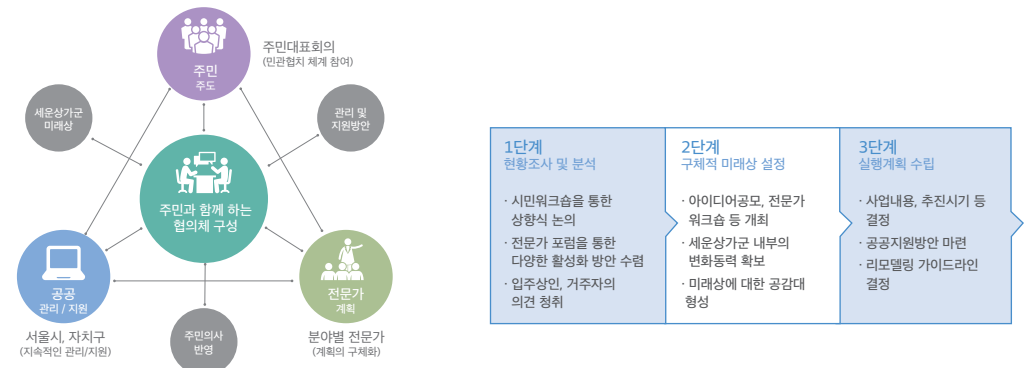 주민
주도
주민대표회의
(민관협치 체계 참여)
세운상가군
미래상
관리 및
지원방안
주민과 함께 하는
협의체 구성
공공
관리 / 지원
서울시, 자치구
(지속적인 관리/지원)
전문가
계획
분야별 전문가
(계획의 구체화)
주민의사
반영
1단계
현황조사 및 분석
· 시민워크숍을 통한
상향식 논의
· 전문가 포럼을 통한
다양한 활성화 방안 수렴
· 입주상인, 거주자의
의견 청취
2단계
구체적 미래상 설정
· 아이디어공모, 전문가
워크숍 등 개최
· 세운상가군 내부의
변화동력 확보
· 미래상에 대한 공감대
형성
3단계
실행계획 수립
· 사업내용, 추진시기 등
결정
· 공공지원방안 마련
· 리모델링 가이드라인
결정